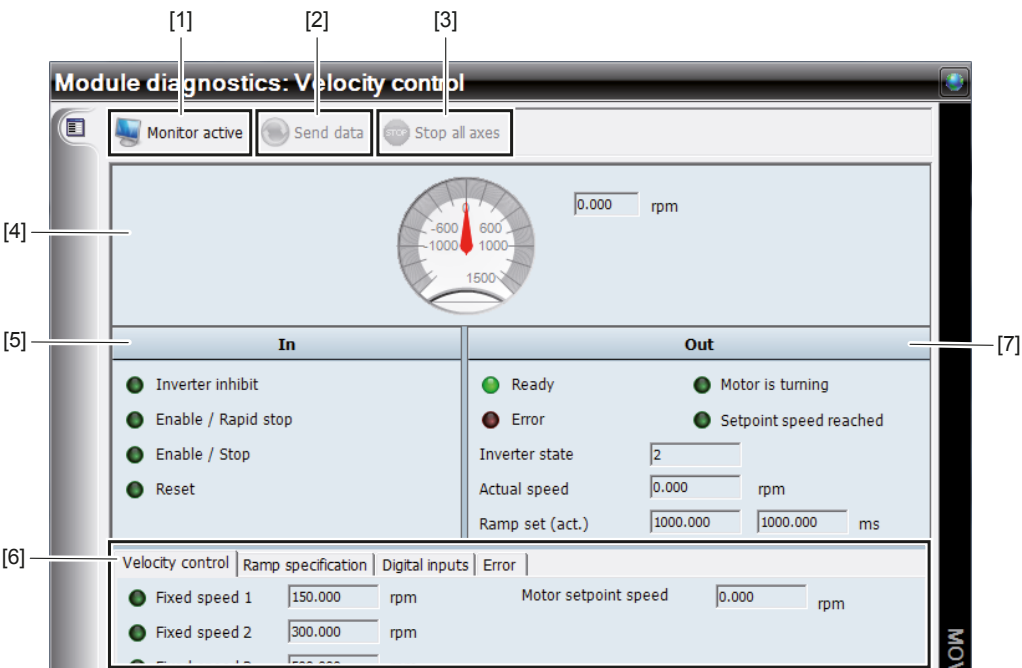 [1] [2] [3]
Module diagnostics: Velocity control
Monitor active Send data STOP Stop all axes
[4]
0.000 rpm
0
-600 600
-1000 1000
1500
[5] In Out [7]
Inverter inhibit Ready Motor is turning
Enable / Rapid stop Error Setpoint speed reached
Enable / Stop Inverter state 2
Reset Actual speed 0.000 rpm
Ramp set (act.) 1000.000 1000.000 ms
[6] Velocity control Ramp specification Digital inputs Error
Fixed speed 1 150.000 rpm Motor setpoint speed 0.000 rpm
Fixed speed 2 300.000 rpm
MOV